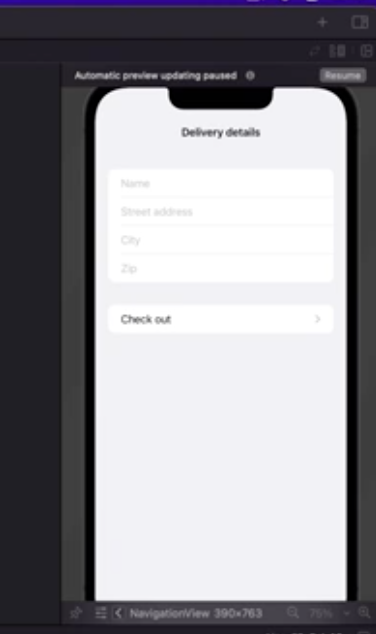 Automatic preview updating paused
Resume
Delivery details
Name
Street address
City
Zip
Check out
NavigationView 390×763
75%